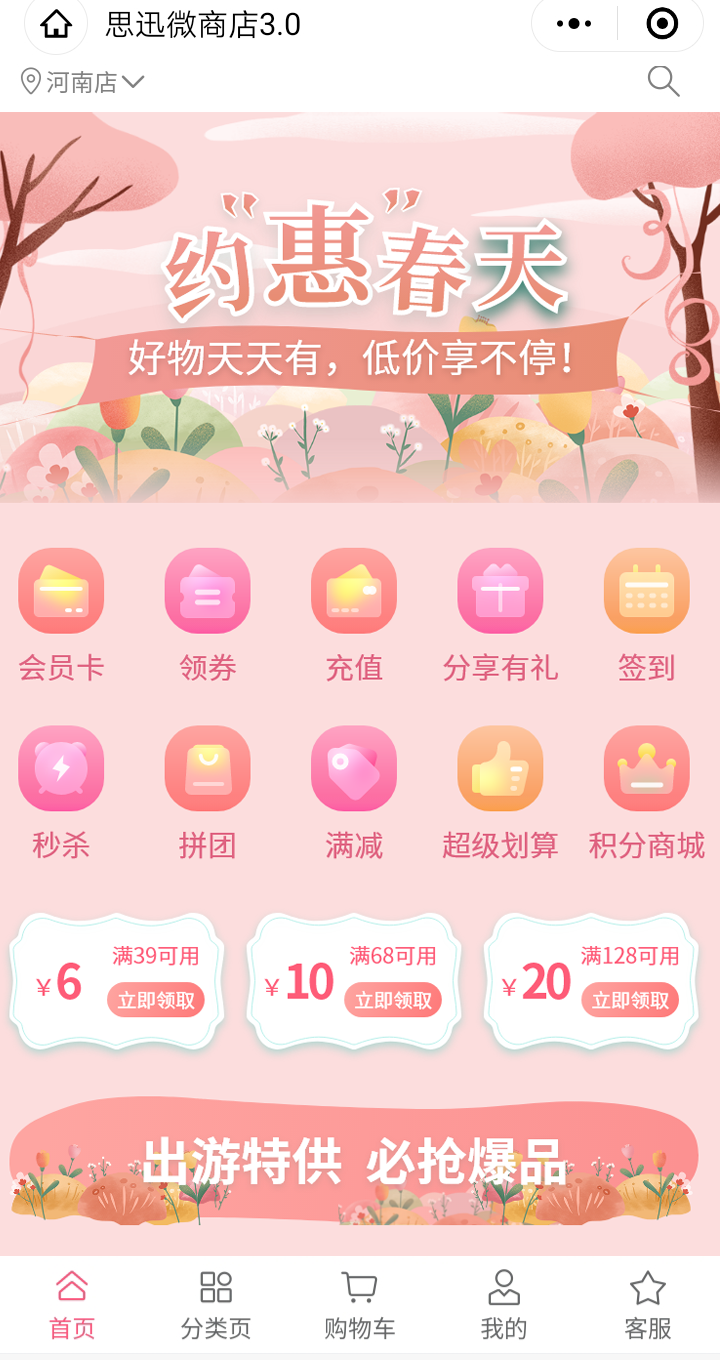 思迅微商店3.0
河南店
“约惠春天”
好物天天有，低价享不停！
会员卡 领券 充值 分享有礼 签到
秒杀 拼团 满减 超级划算 积分商城
满39可用 满68可用 满128可用
¥6 ¥10 ¥20
立即领取 立即领取 立即领取
出游特供 必抢爆品
首页 分类页 购物车 我的 客服